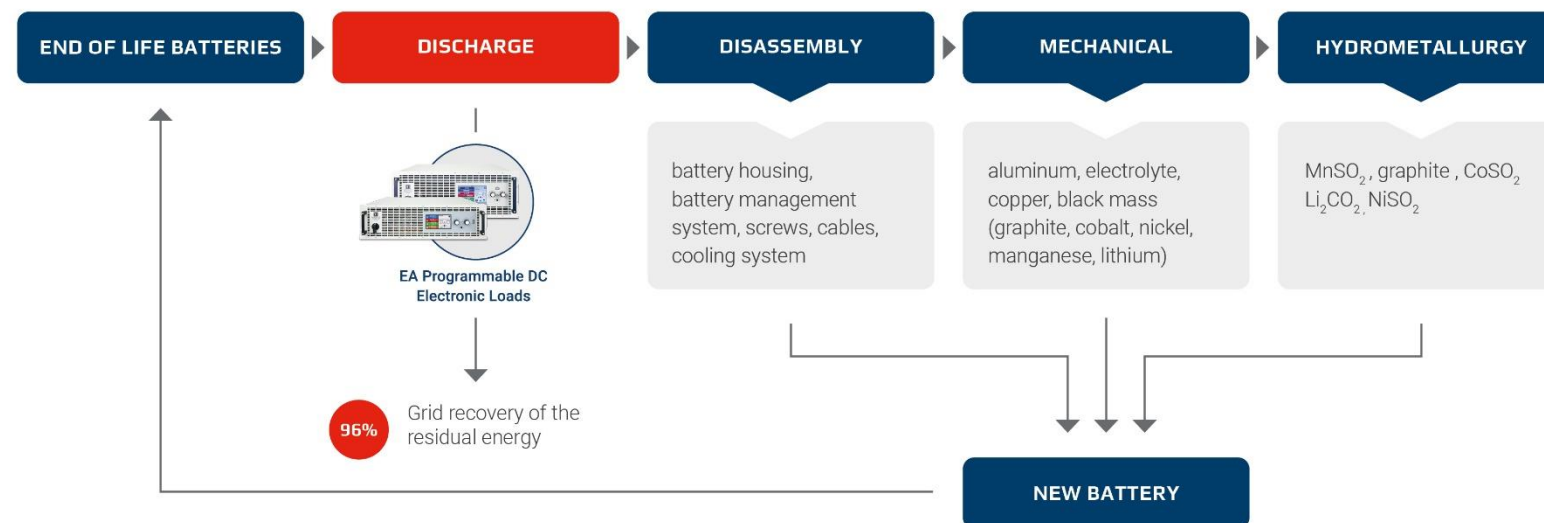 END OF LIFE BATTERIES
DISCHARGE
DISASSEMBLY
MECHANICAL
HYDROMETALLURGY
EA Programmable DC
Electronic Loads
96%
Grid recovery of the
residual energy
battery housing,
battery management
system, screws, cables,
cooling system
aluminum, electrolyte,
copper, black mass
(graphite, cobalt, nickel,
manganese, lithium)
MnSO₂, graphite , CoSO₂
Li₂CO₂, NiSO₂
NEW BATTERY